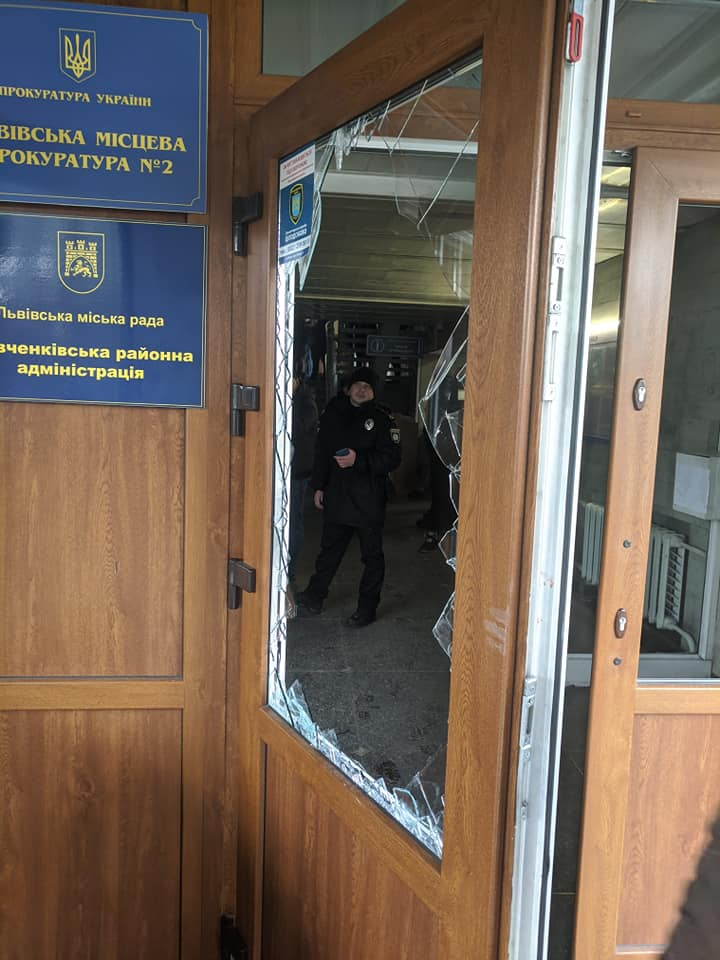 ПРОКУРАТУРА УКРАЇНИ
ВІВСЬКА МІСЦЕВА
РОКУРАТУРА №2
Львівська міська рада
вченківська районна
адміністрація